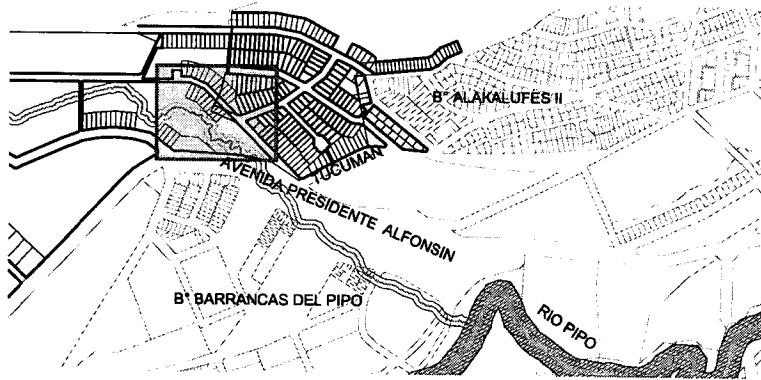 B° ALAKALUFES II
TUCUMAN
AVENIDA PRESIDENTE ALFONSIN
B° BARRANCAS DEL PIPO
RIO PIPO